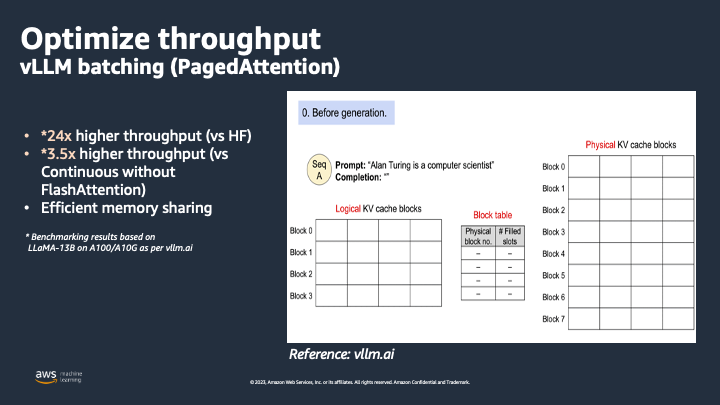 Optimize throughput
vLLM batching (PagedAttention)
• *24x higher throughput (vs HF)
• *3.5x higher throughput (vs
Continuous without
FlashAttention)
• Efficient memory sharing
* Benchmarking results based on
LLaMA-13B on A100/A10G as per vllm.ai
0. Before generation.
Seq
A
Prompt: “Alan Turing is a computer scientist”
Completion: “”
Logical KV cache blocks
Block 0
Block 1
Block 2
Block 3
Block table
Physical
block no.
# Filled
slots
– –
– –
– –
– –
Physical KV cache blocks
Block 0
Block 1
Block 2
Block 3
Block 4
Block 5
Block 6
Block 7
Reference: vllm.ai
aws machine
learning
© 2023, Amazon Web Services, Inc. or its affiliates. All rights reserved. Amazon Confidential and Trademark.